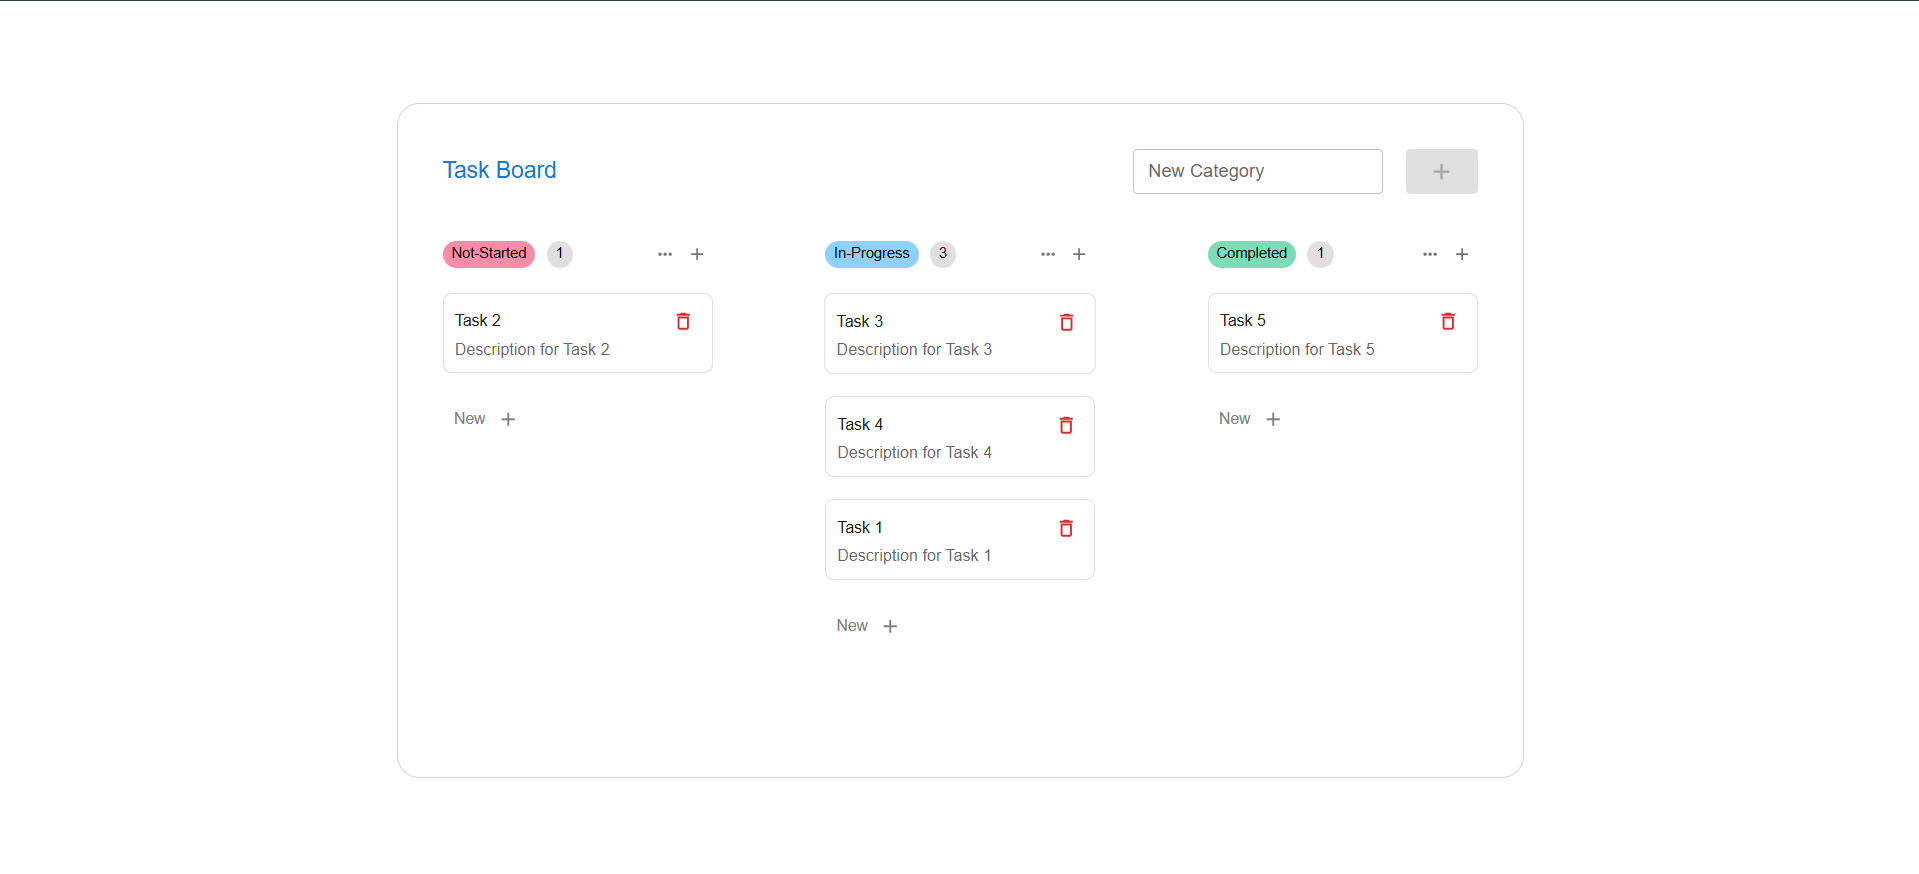 Task Board
New Category
Not-Started 1
Task 2
Description for Task 2
New
In-Progress 3
Task 3
Description for Task 3
Task 4
Description for Task 4
Task 1
Description for Task 1
New
Completed 1
Task 5
Description for Task 5
New